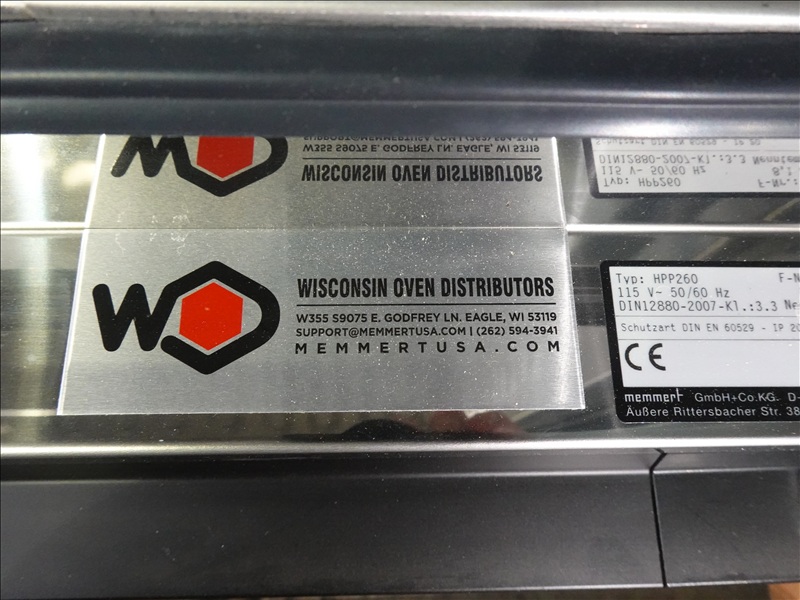 WISCONSIN OVEN DISTRIBUTORS
W355 S9075 E. GODFREY LN. EAGLE, WI 53119
SUPPORT@MEMMERTUSA.COM | (262) 594-3941
MEMMERTUSA.COM
Typ: HPP260
115 V~ 50/60 Hz
DIN12880-2007-Kl.:3.3
Schutzart DIN EN 60529 - IP 20
CE
memmert GmbH+Co.KG D-
Äußere Rittersbacher Str. 38